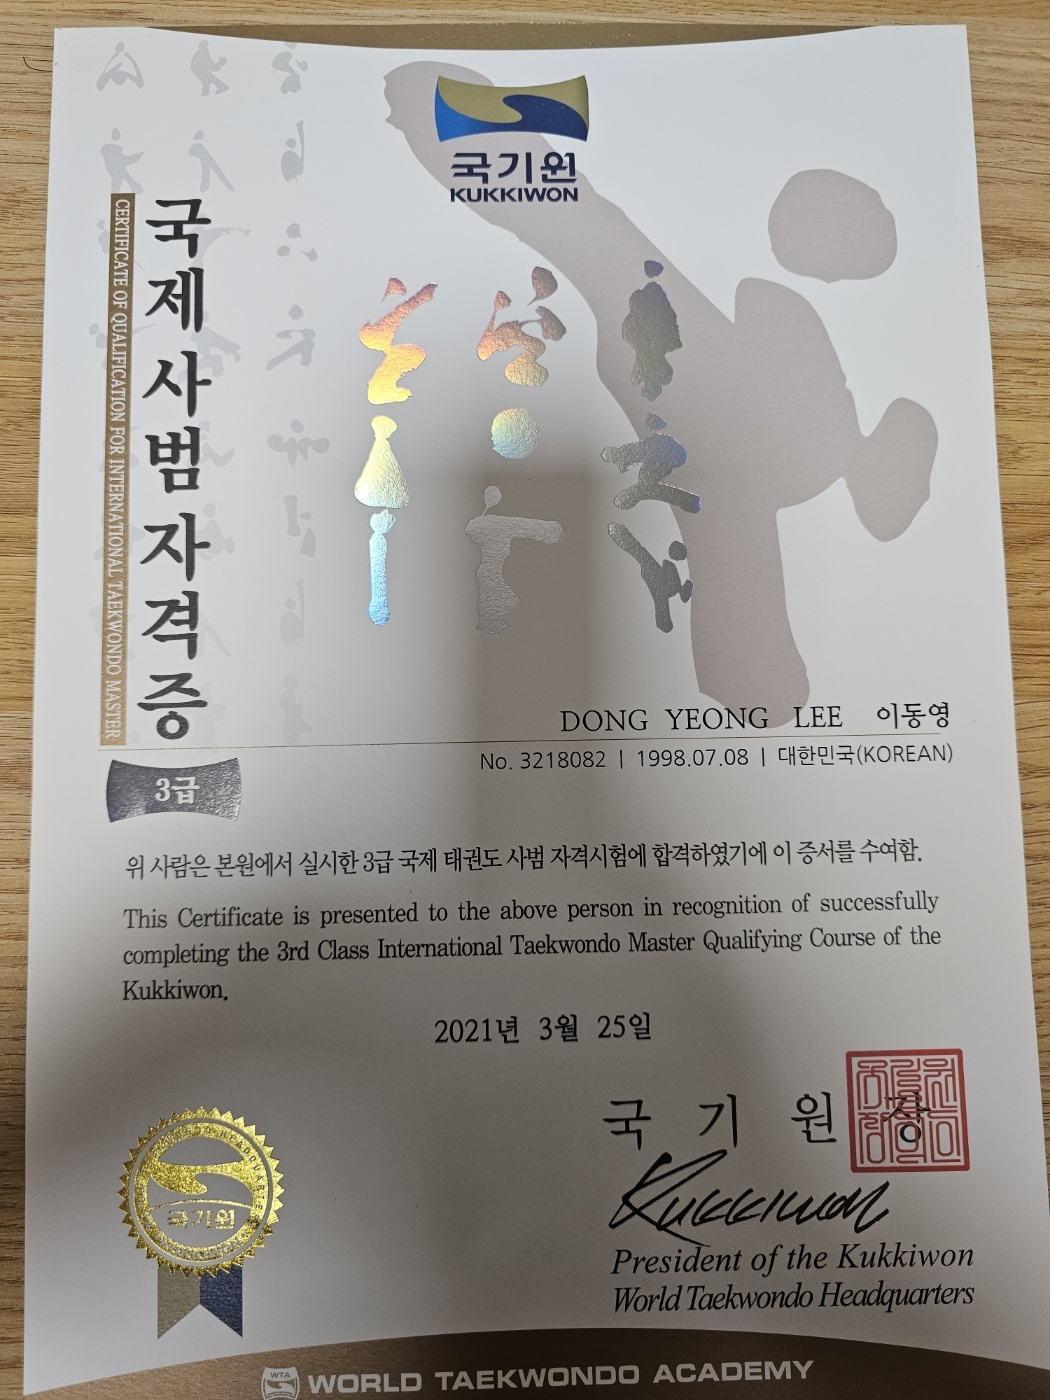 국기원
KUKKIWON
국제사범자격증
CERTIFICATE OF QUALIFICATION FOR INTERNATIONAL TAEKWONDO MASTER
3급
DONG YEONG LEE 이동영
No. 3218082 | 1998.07.08 | 대한민국(KOREAN)
위 사람은 본원에서 실시한 3급 국제 태권도 사범 자격시험에 합격하였기에 이 증서를 수여함.
This Certificate is presented to the above person in recognition of successfully
completing the 3rd Class International Taekwondo Master Qualifying Course of the
Kukkiwon.
2021년 3월 25일
국 기 원 장
Kukkiwon
President of the Kukkiwon
World Taekwondo Headquarters
국기원
WTA
WORLD TAEKWONDO ACADEMY